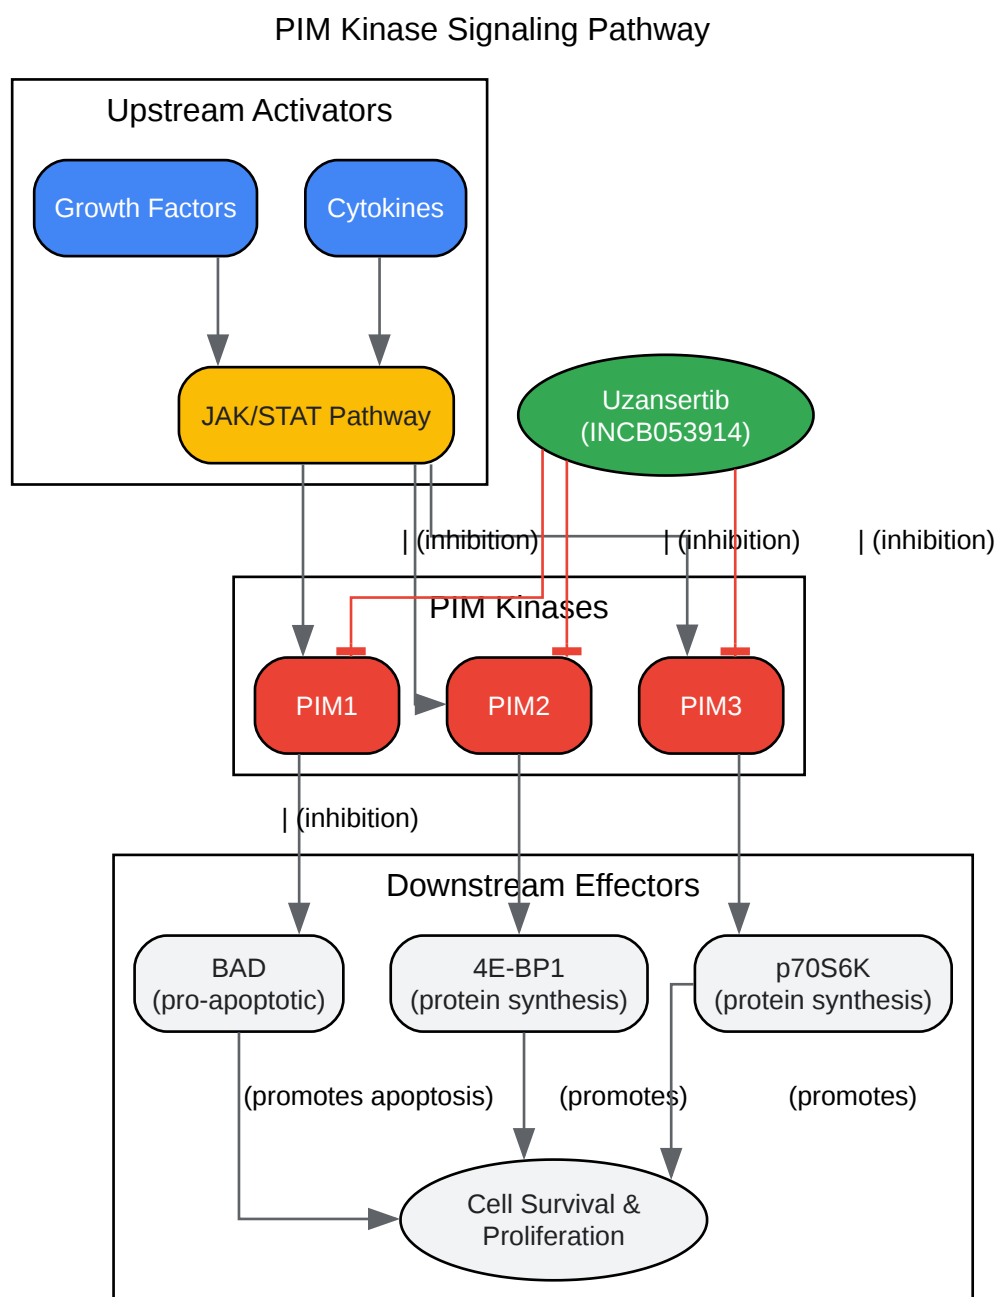 PIM Kinase Signaling Pathway
Upstream Activators
Growth Factors
Cytokines
JAK/STAT Pathway
Uzansertib
(INCB053914)
| (inhibition)
| (inhibition)
| (inhibition)
PIM Kinases
PIM1
PIM2
PIM3
| (inhibition)
Downstream Effectors
BAD
(pro-apoptotic)
4E-BP1
(protein synthesis)
p70S6K
(protein synthesis)
(promotes apoptosis)
(promotes)
(promotes)
Cell Survival &
Proliferation